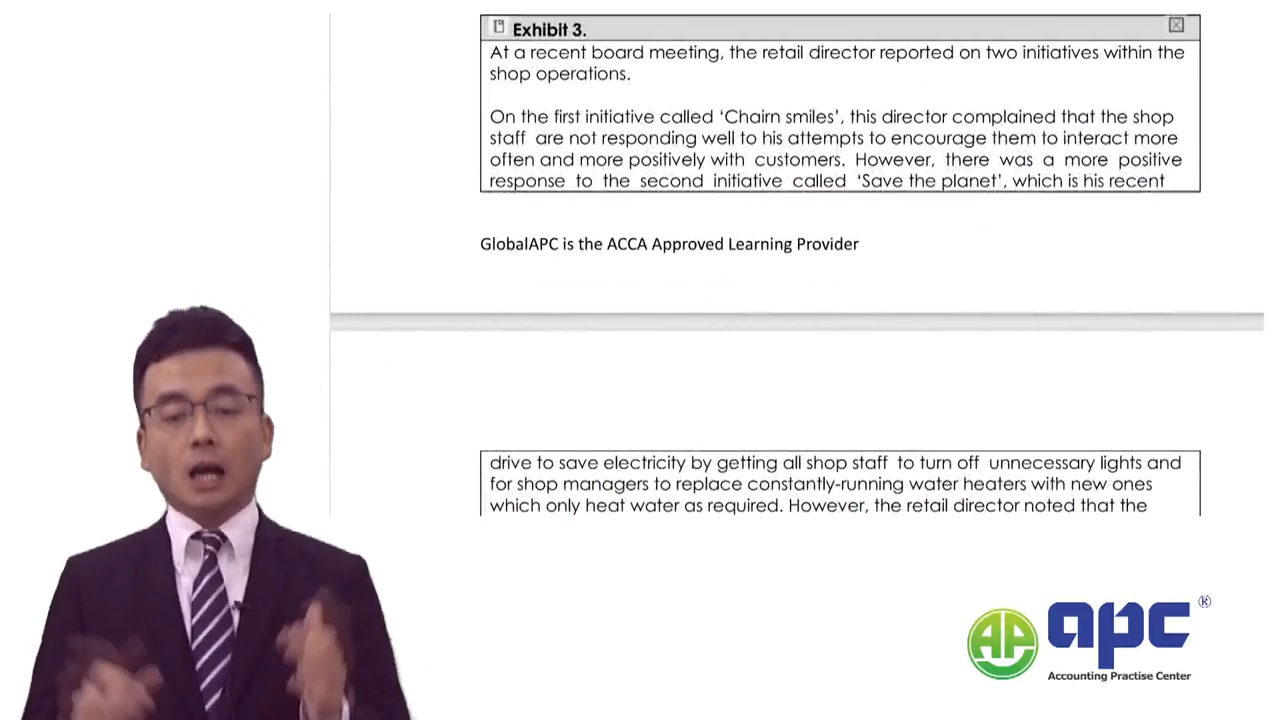 Exhibit 3.
At a recent board meeting, the retail director reported on two initiatives within the
shop operations.
On the first initiative called ‘Chairn smiles’, this director complained that the shop
staff are not responding well to his attempts to encourage them to interact more
often and more positively with customers. However, there was a more positive
response to the second initiative called ‘Save the planet’, which is his recent
GlobalAPC is the ACCA Approved Learning Provider
drive to save electricity by getting all shop staff to turn off unnecessary lights and
for shop managers to replace constantly-running water heaters with new ones
which only heat water as required. However, the retail director noted that the
AP apc ®
Accounting Practise Center